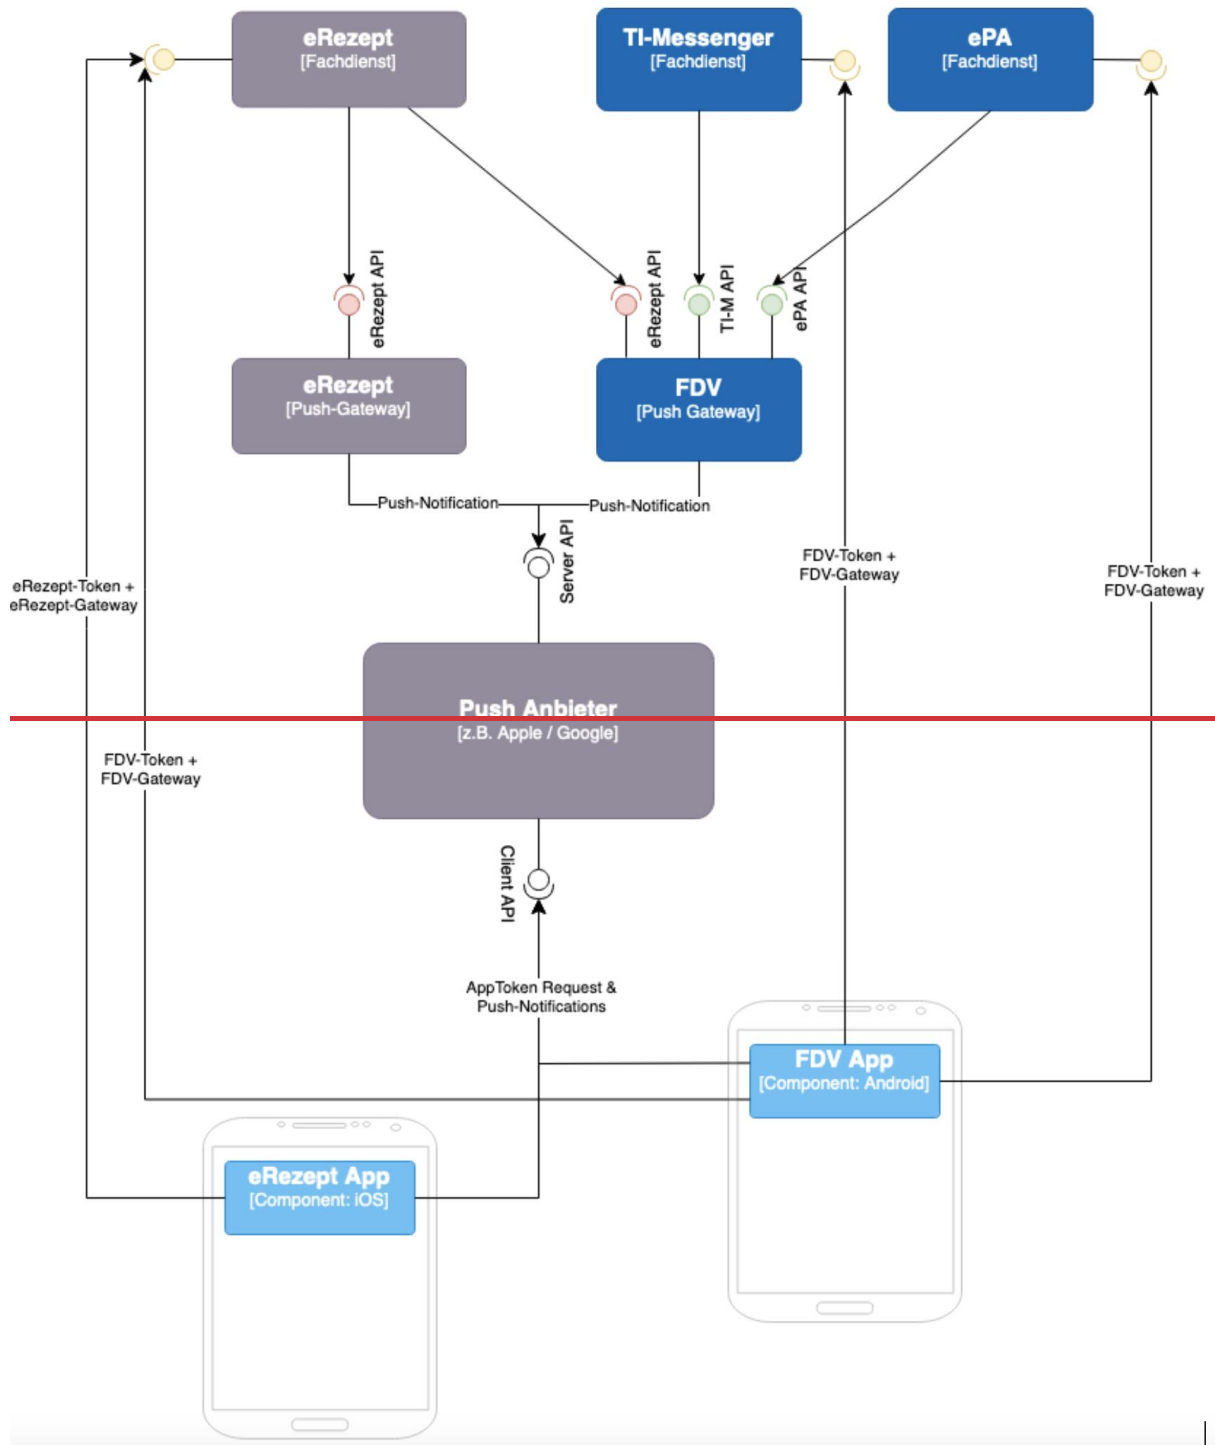 eRezept
[Fachdienst]
TI-Messenger
[Fachdienst]
ePA
[Fachdienst]
eRezept API
eRezept API
TI-M API
ePA API
eRezept
[Push-Gateway]
FDV
[Push Gateway]
Push-Notification
Push-Notification
Server API
FDV-Token +
FDV-Gateway
FDV-Token +
FDV-Gateway
eRezept-Token +
eRezept-Gateway
Push Anbieter
[z.B. Apple / Google]
FDV-Token +
FDV-Gateway
Client API
AppToken Request &
Push-Notifications
FDV App
[Component: Android]
eRezept App
[Component: iOS]